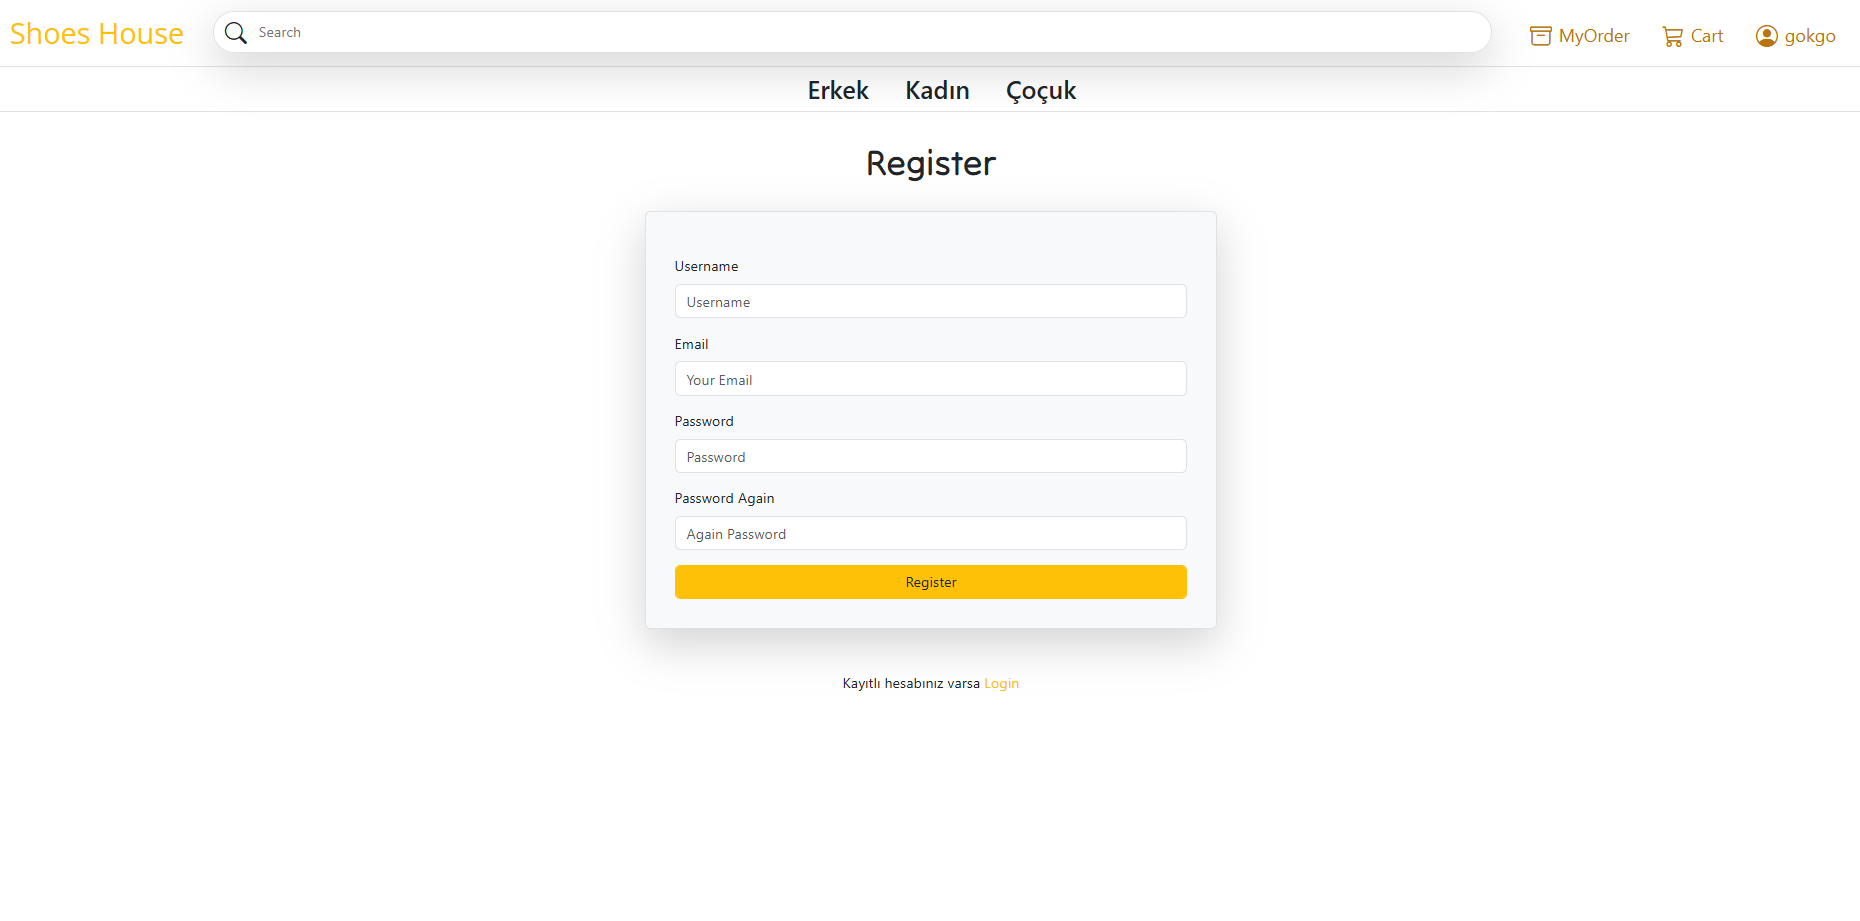 Shoes House
Search
MyOrder
Cart
gokgo
Erkek
Kadın
Çoçuk
Register
Username
Username
Email
Your Email
Password
Password
Password Again
Again Password
Register
Kayıtlı hesabınız varsa Login